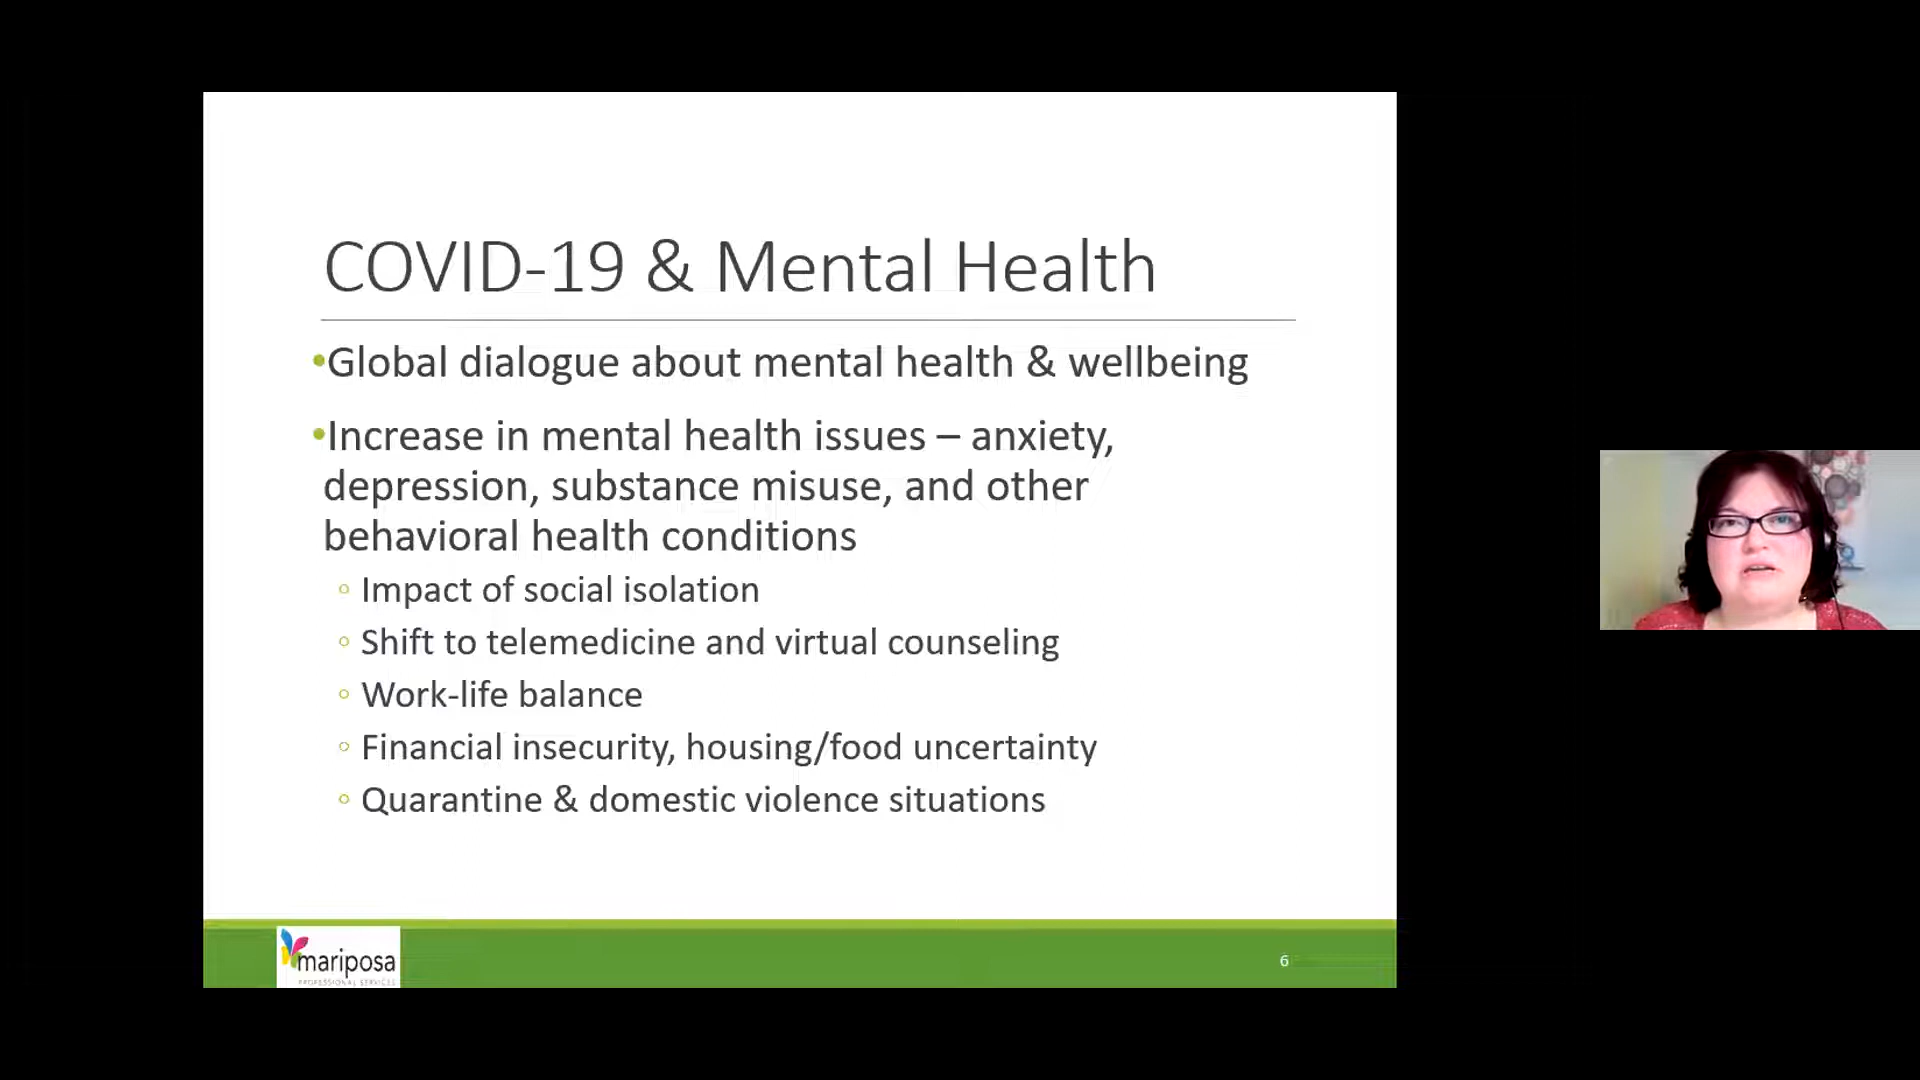 COVID-19 & Mental Health
•Global dialogue about mental health & wellbeing
•Increase in mental health issues – anxiety,
depression, substance misuse, and other
behavioral health conditions
◦ Impact of social isolation
◦ Shift to telemedicine and virtual counseling
◦ Work-life balance
◦ Financial insecurity, housing/food uncertainty
◦ Quarantine & domestic violence situations
mariposa
PROFESSIONAL SERVICES
6